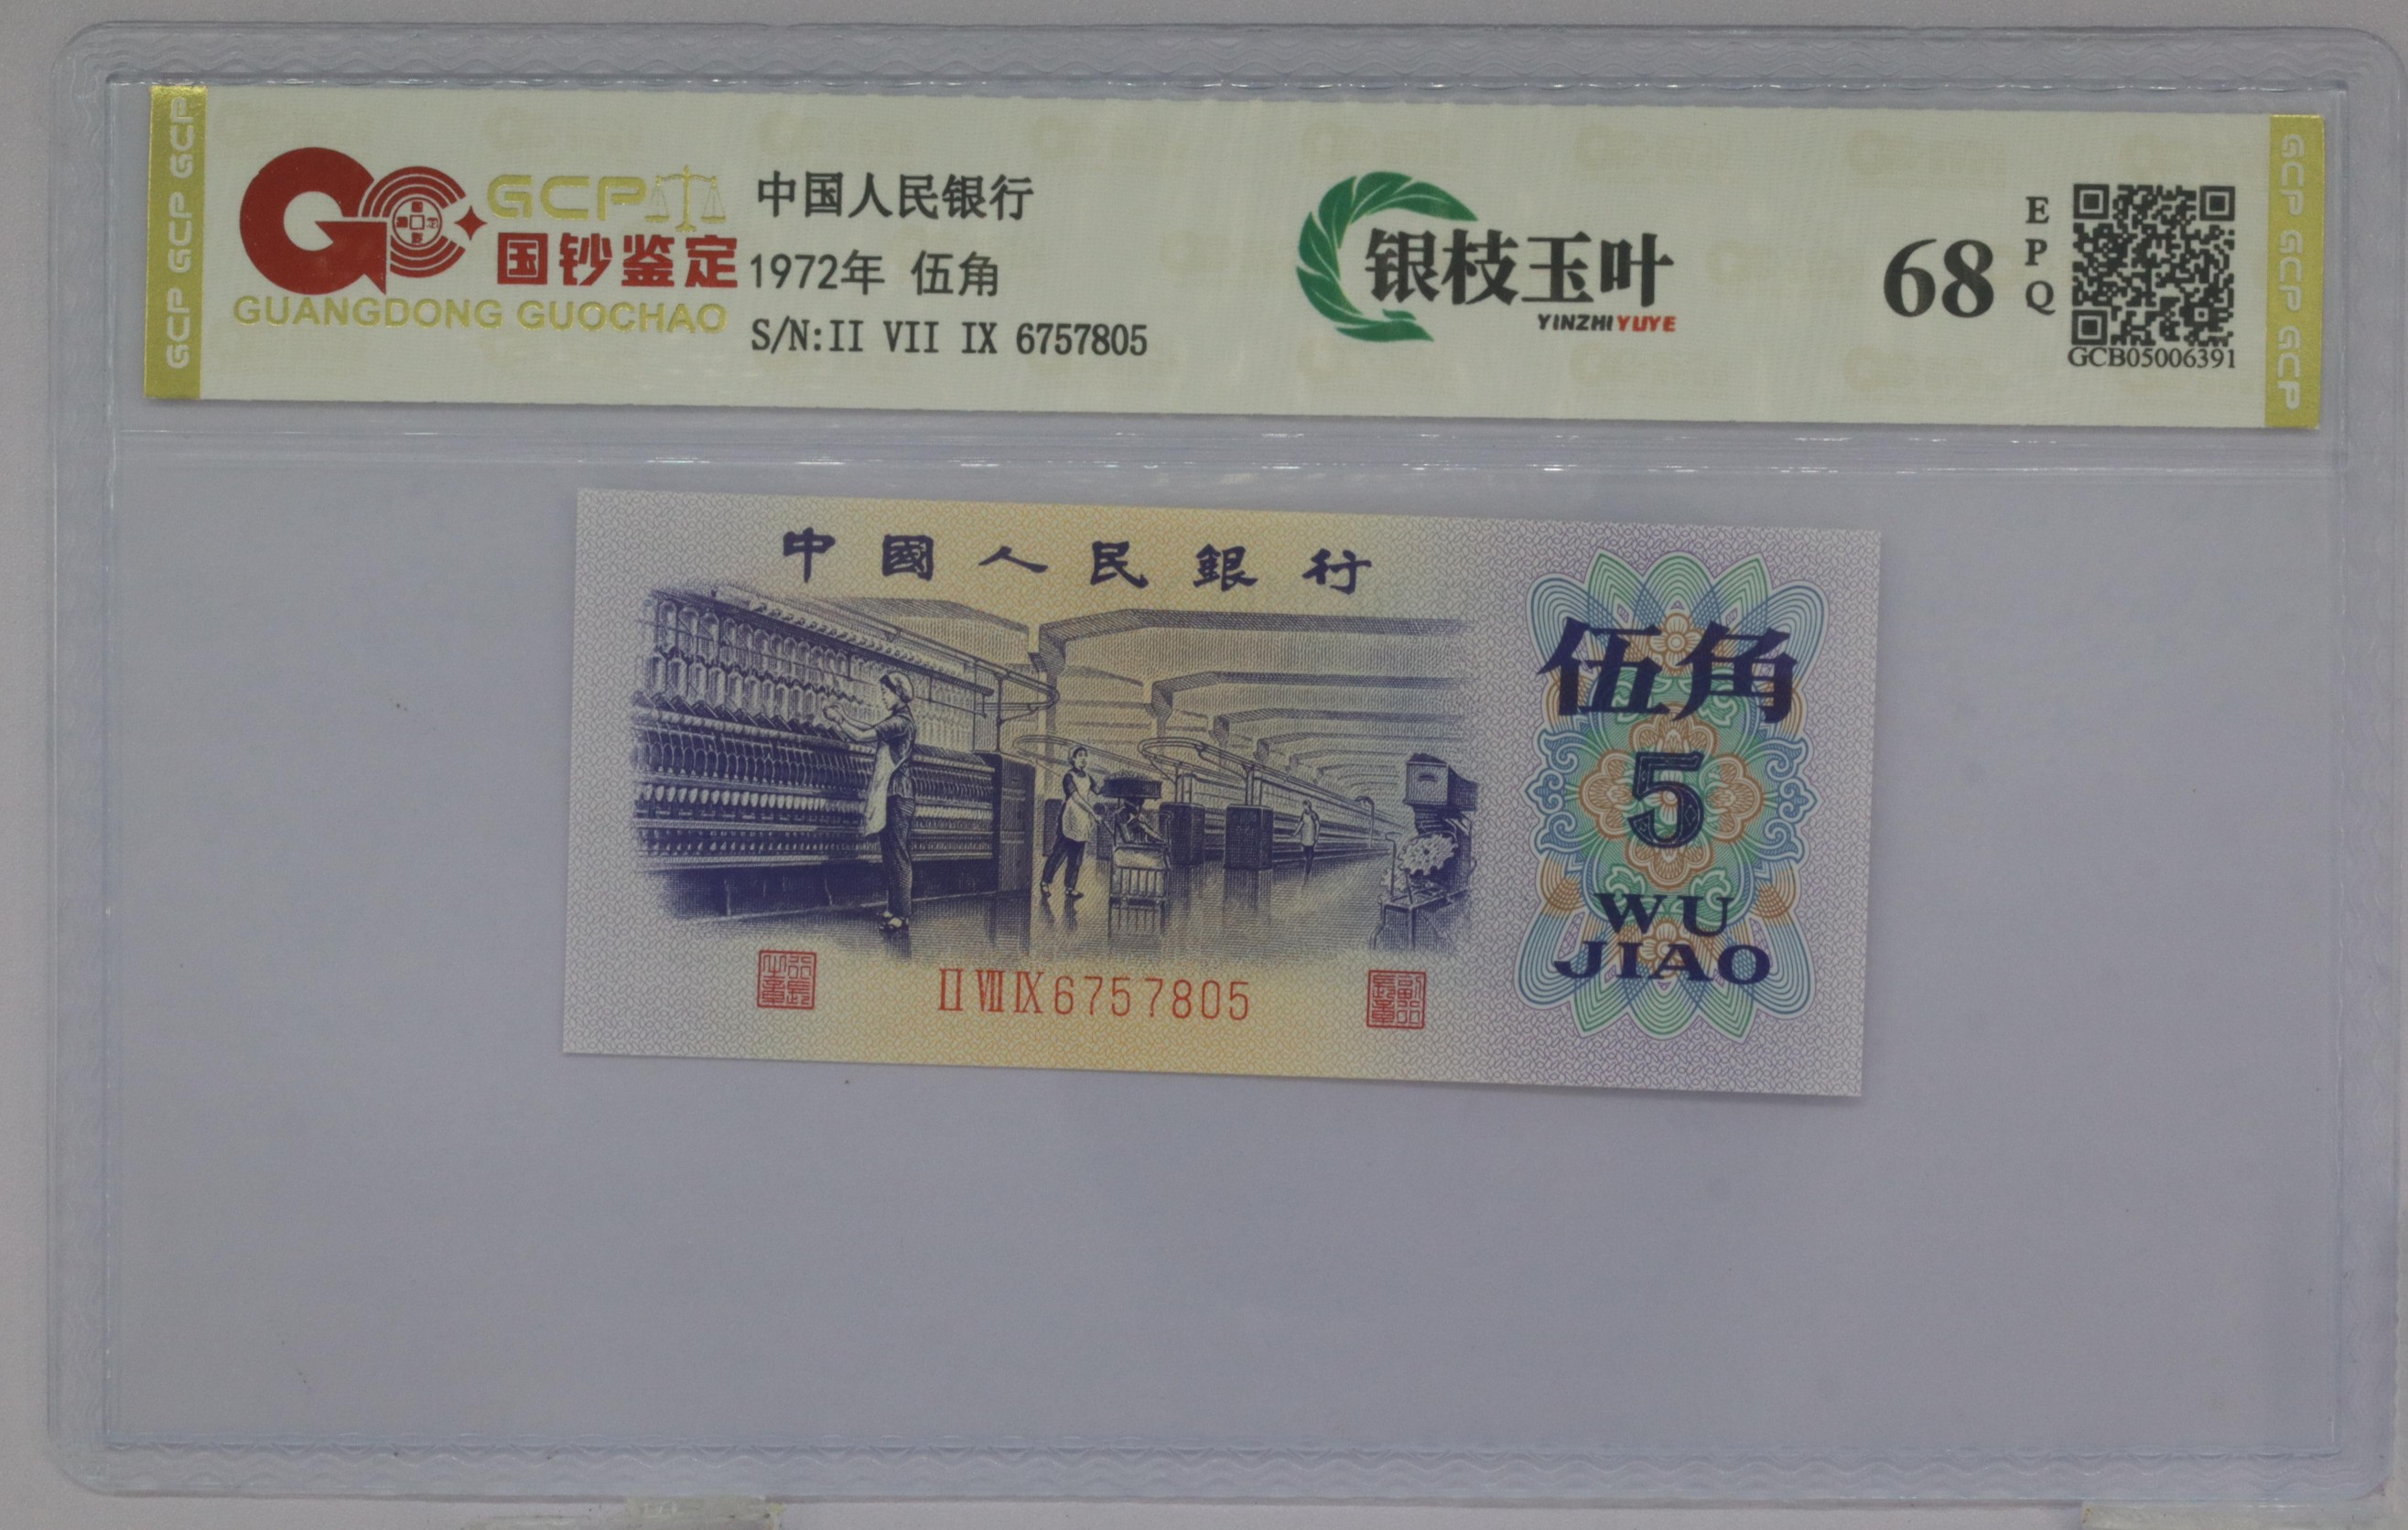 GCP GCP GCP
GCP
国钞鉴定
GUANGDONG GUOCHAO
中国人民银行
1972年 伍角
S/N:II VII IX 6757805
银枝玉叶
YINZHIYUYE
68
EPQ
GCB05006391
GCP GCP GCP
中國人民銀行
伍角
5
WU
JIAO
II VII IX 6757805